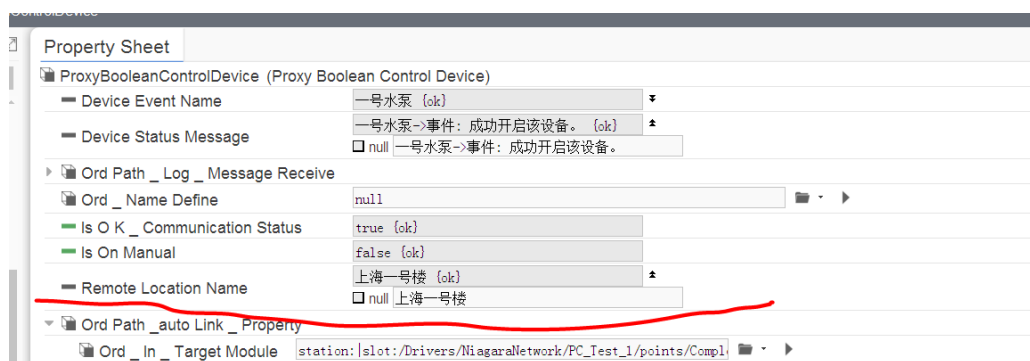 Property Sheet
ProxyBooleanControlDevice (Proxy Boolean Control Device)
Device Event Name 一号水泵 {ok}
一号水泵->事件: 成功开启该设备。 {ok}
Device Status Message
null 一号水泵->事件: 成功开启该设备。
Ord Path _ Log _ Message Receive
Ord _ Name Define null
Is O K _ Communication Status true {ok}
Is On Manual false {ok}
上海一号楼 {ok}
Remote Location Name
null 上海一号楼
Ord Path _auto Link _ Property
Ord _ In _ Target Module station:|slot:/Drivers/NiagaraNetwork/PC_Test_1/points/Compl